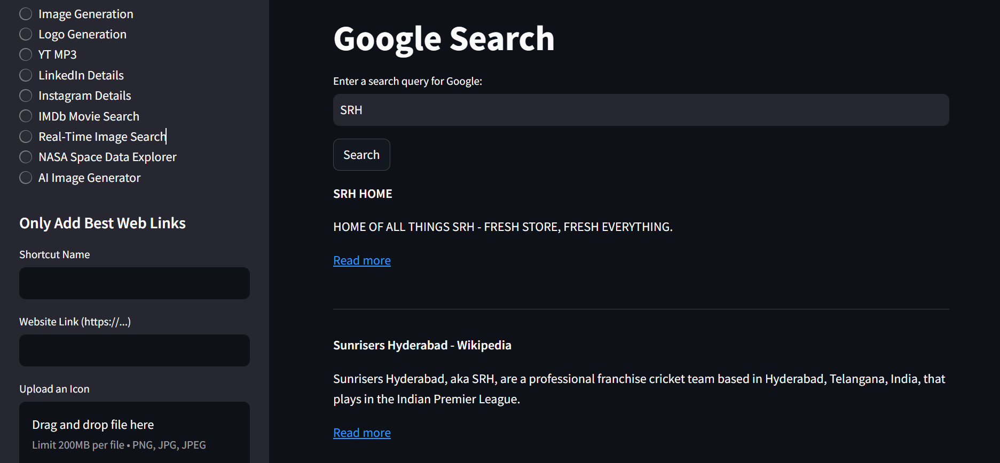 Image Generation
Logo Generation
YT MP3
LinkedIn Details
Instagram Details
IMDb Movie Search
Real-Time Image Search
NASA Space Data Explorer
AI Image Generator
Only Add Best Web Links
Shortcut Name
Website Link (https://...)
Upload an Icon
Drag and drop file here
Limit 200MB per file • PNG, JPG, JPEG
Google Search
Enter a search query for Google:
SRH
Search
SRH HOME
HOME OF ALL THINGS SRH - FRESH STORE, FRESH EVERYTHING.
Read more
Sunrisers Hyderabad - Wikipedia
Sunrisers Hyderabad, aka SRH, are a professional franchise cricket team based in Hyderabad, Telangana, India, that
plays in the Indian Premier League.
Read more